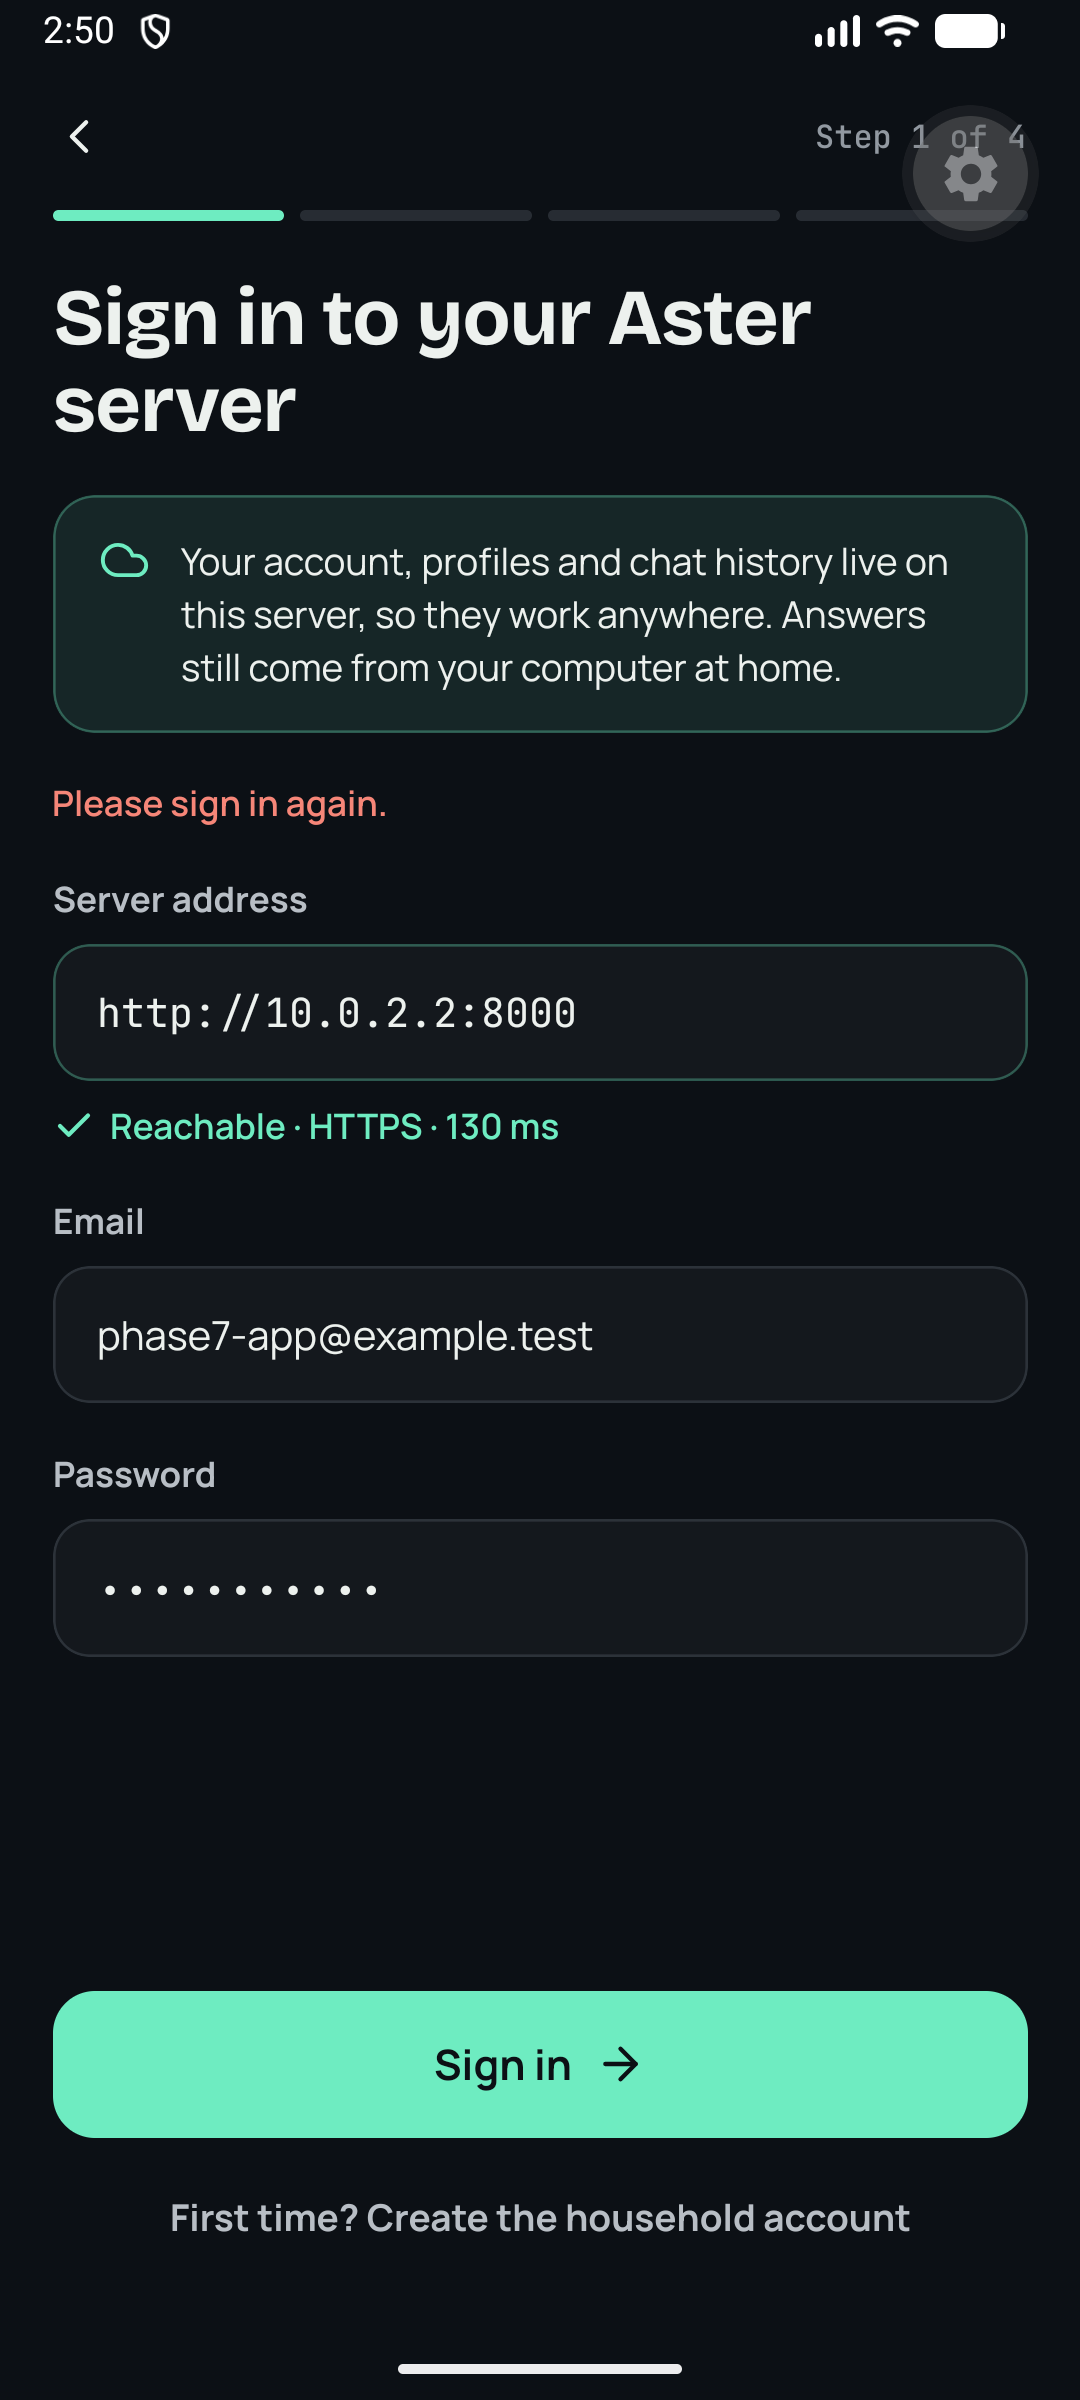 2:50
Step 1 of 4
Sign in to your Aster
server
Your account, profiles and chat history live on
this server, so they work anywhere. Answers
still come from your computer at home.
Please sign in again.
Server address
http://10.0.2.2:8000
Reachable · HTTPS · 130 ms
Email
phase7-app@example.test
Password
•••••••••••
Sign in →
First time? Create the household account